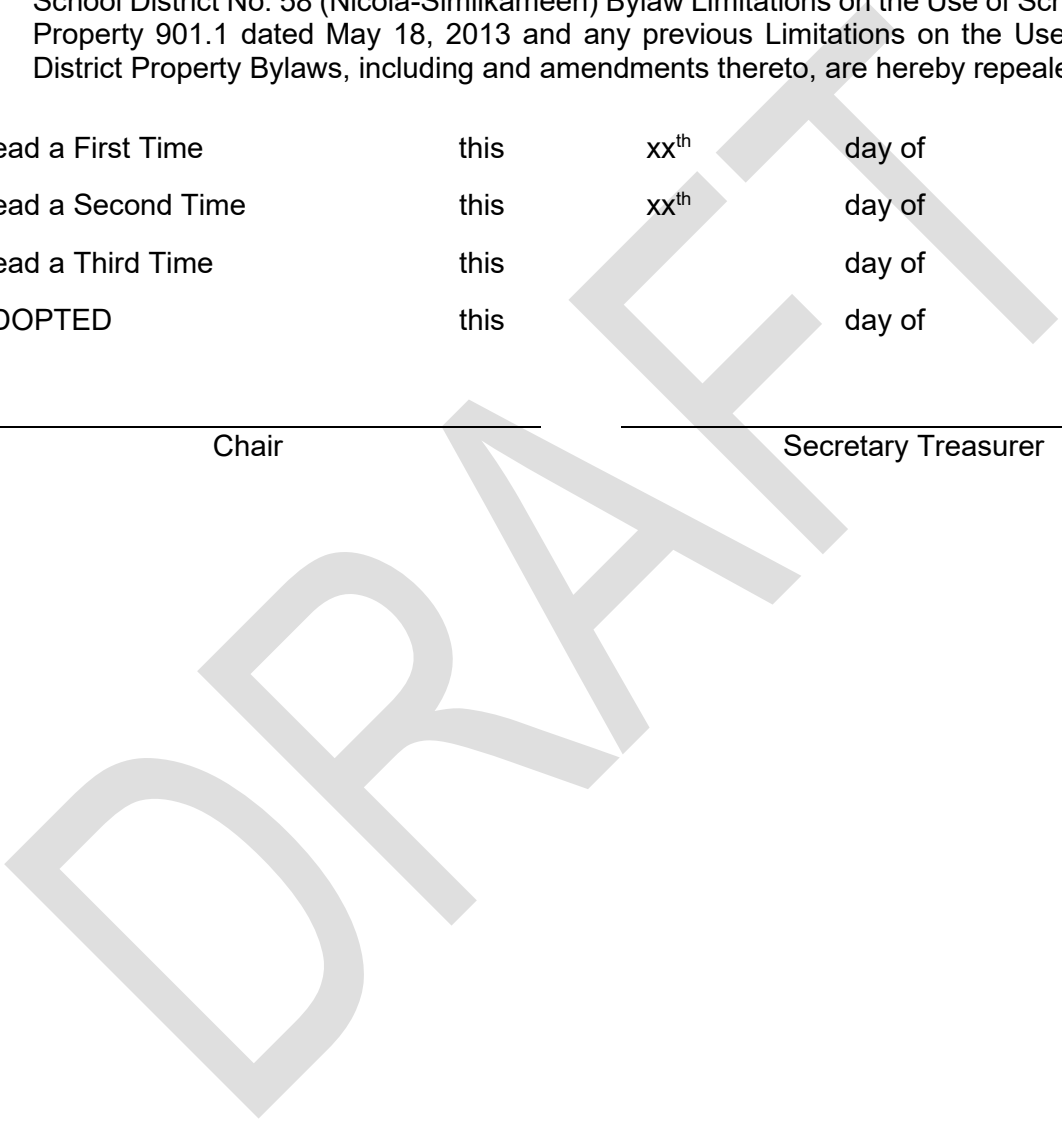 School District No. 58 (Nicola-Similkameen) Bylaw Limitations on the Use of Sch
Property 901.1 dated May 18, 2013 and any previous Limitations on the Use
District Property Bylaws, including and amendments thereto, are hereby repeale
ead a First Time this xxth day of
ead a Second Time this xxth day of
ead a Third Time this day of
DOPTED this day of
Chair Secretary Treasurer
DRAFT